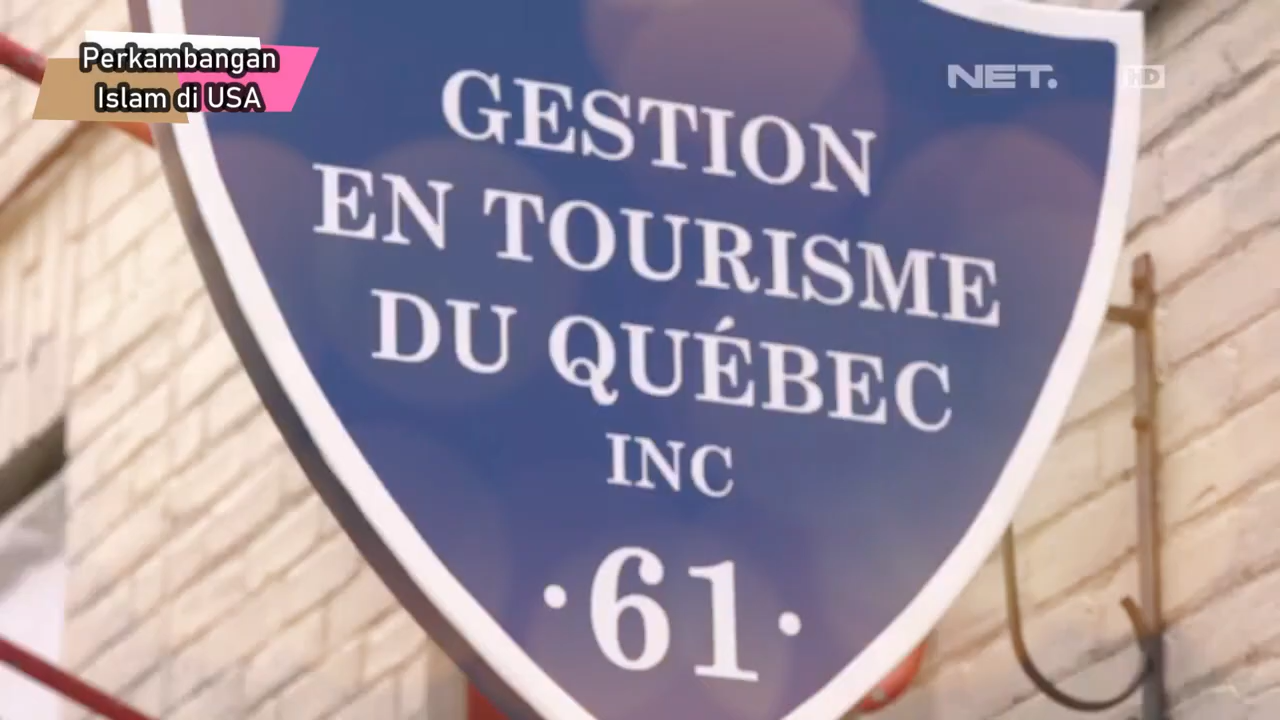 Perkambangan
Islam di USA
NET.
HD
GESTION
EN TOURISME
DU QUÉBEC
INC
·61·